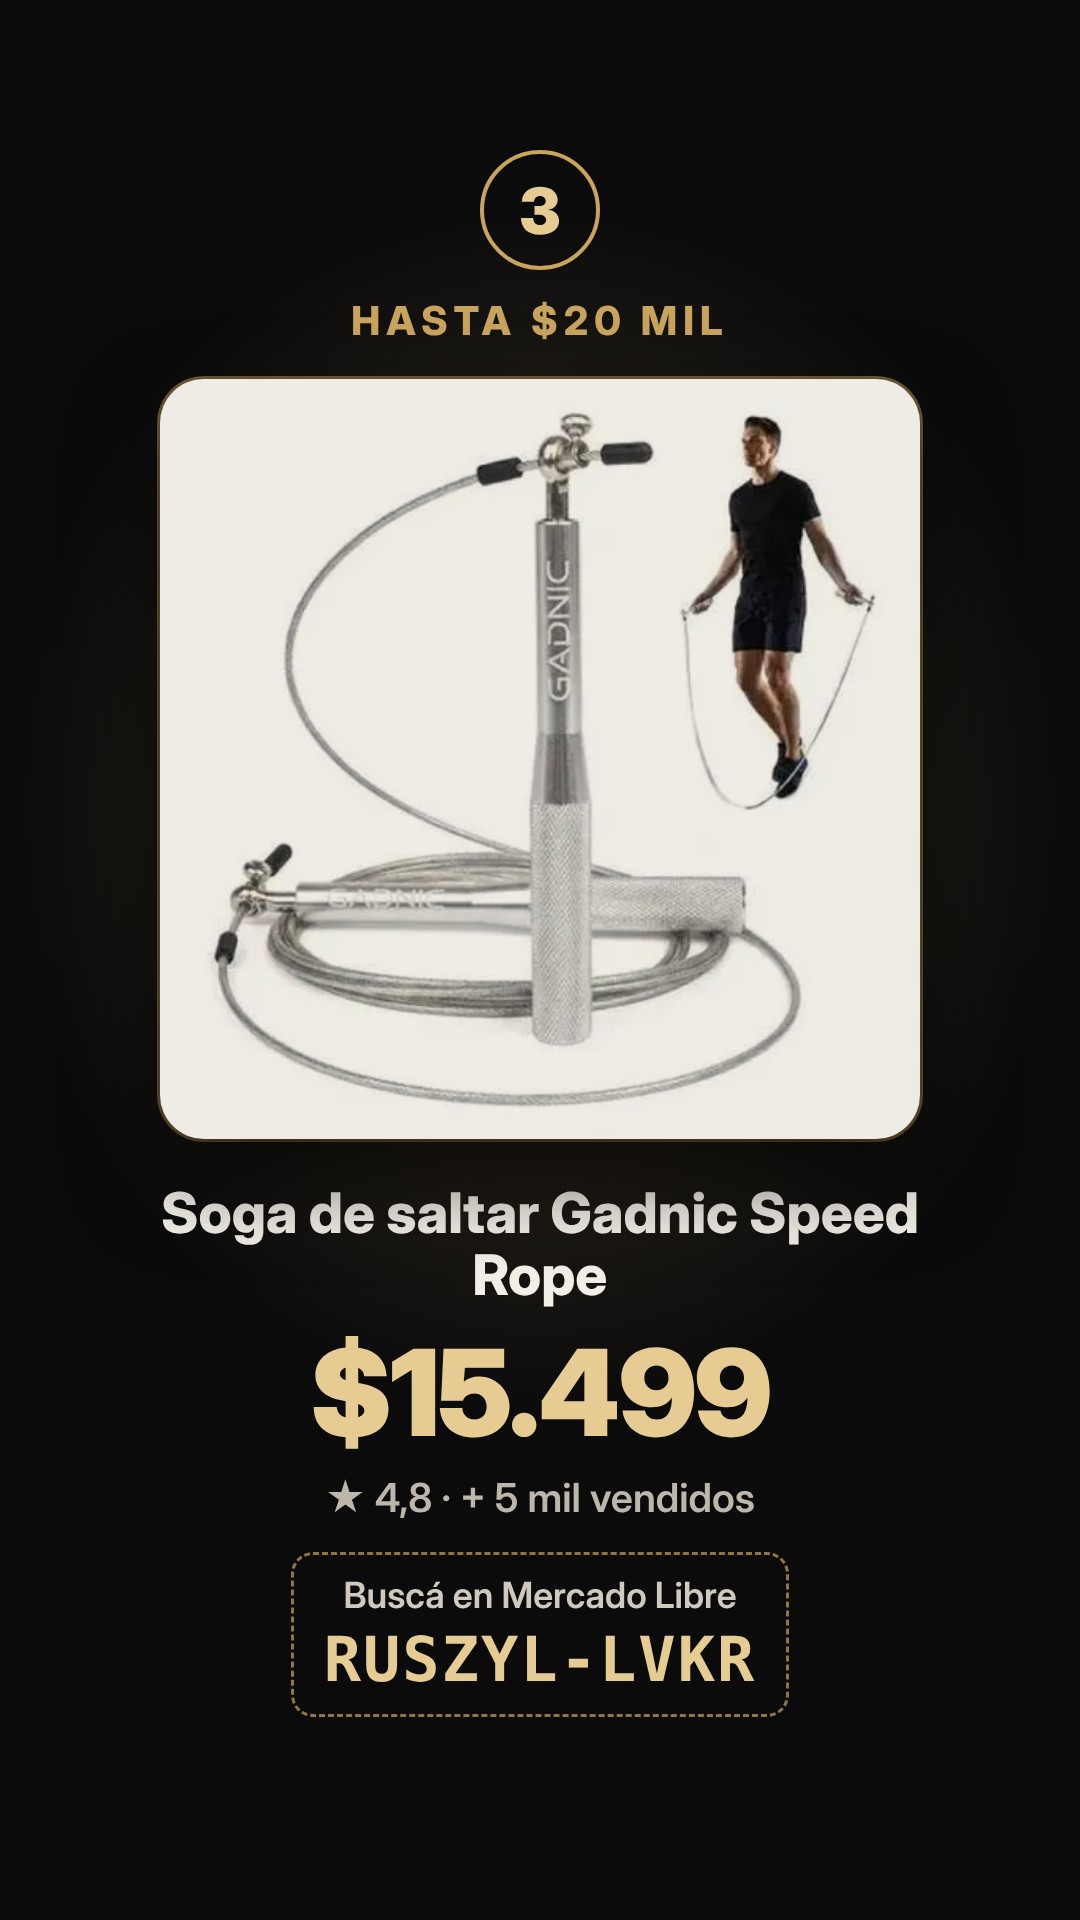 3
HASTA $20 MIL
GADNIC
GADNIC
Soga de saltar Gadnic Speed
Rope
$15.499
★ 4,8 · + 5 mil vendidos
Buscá en Mercado Libre
RUSZYL-LVKR